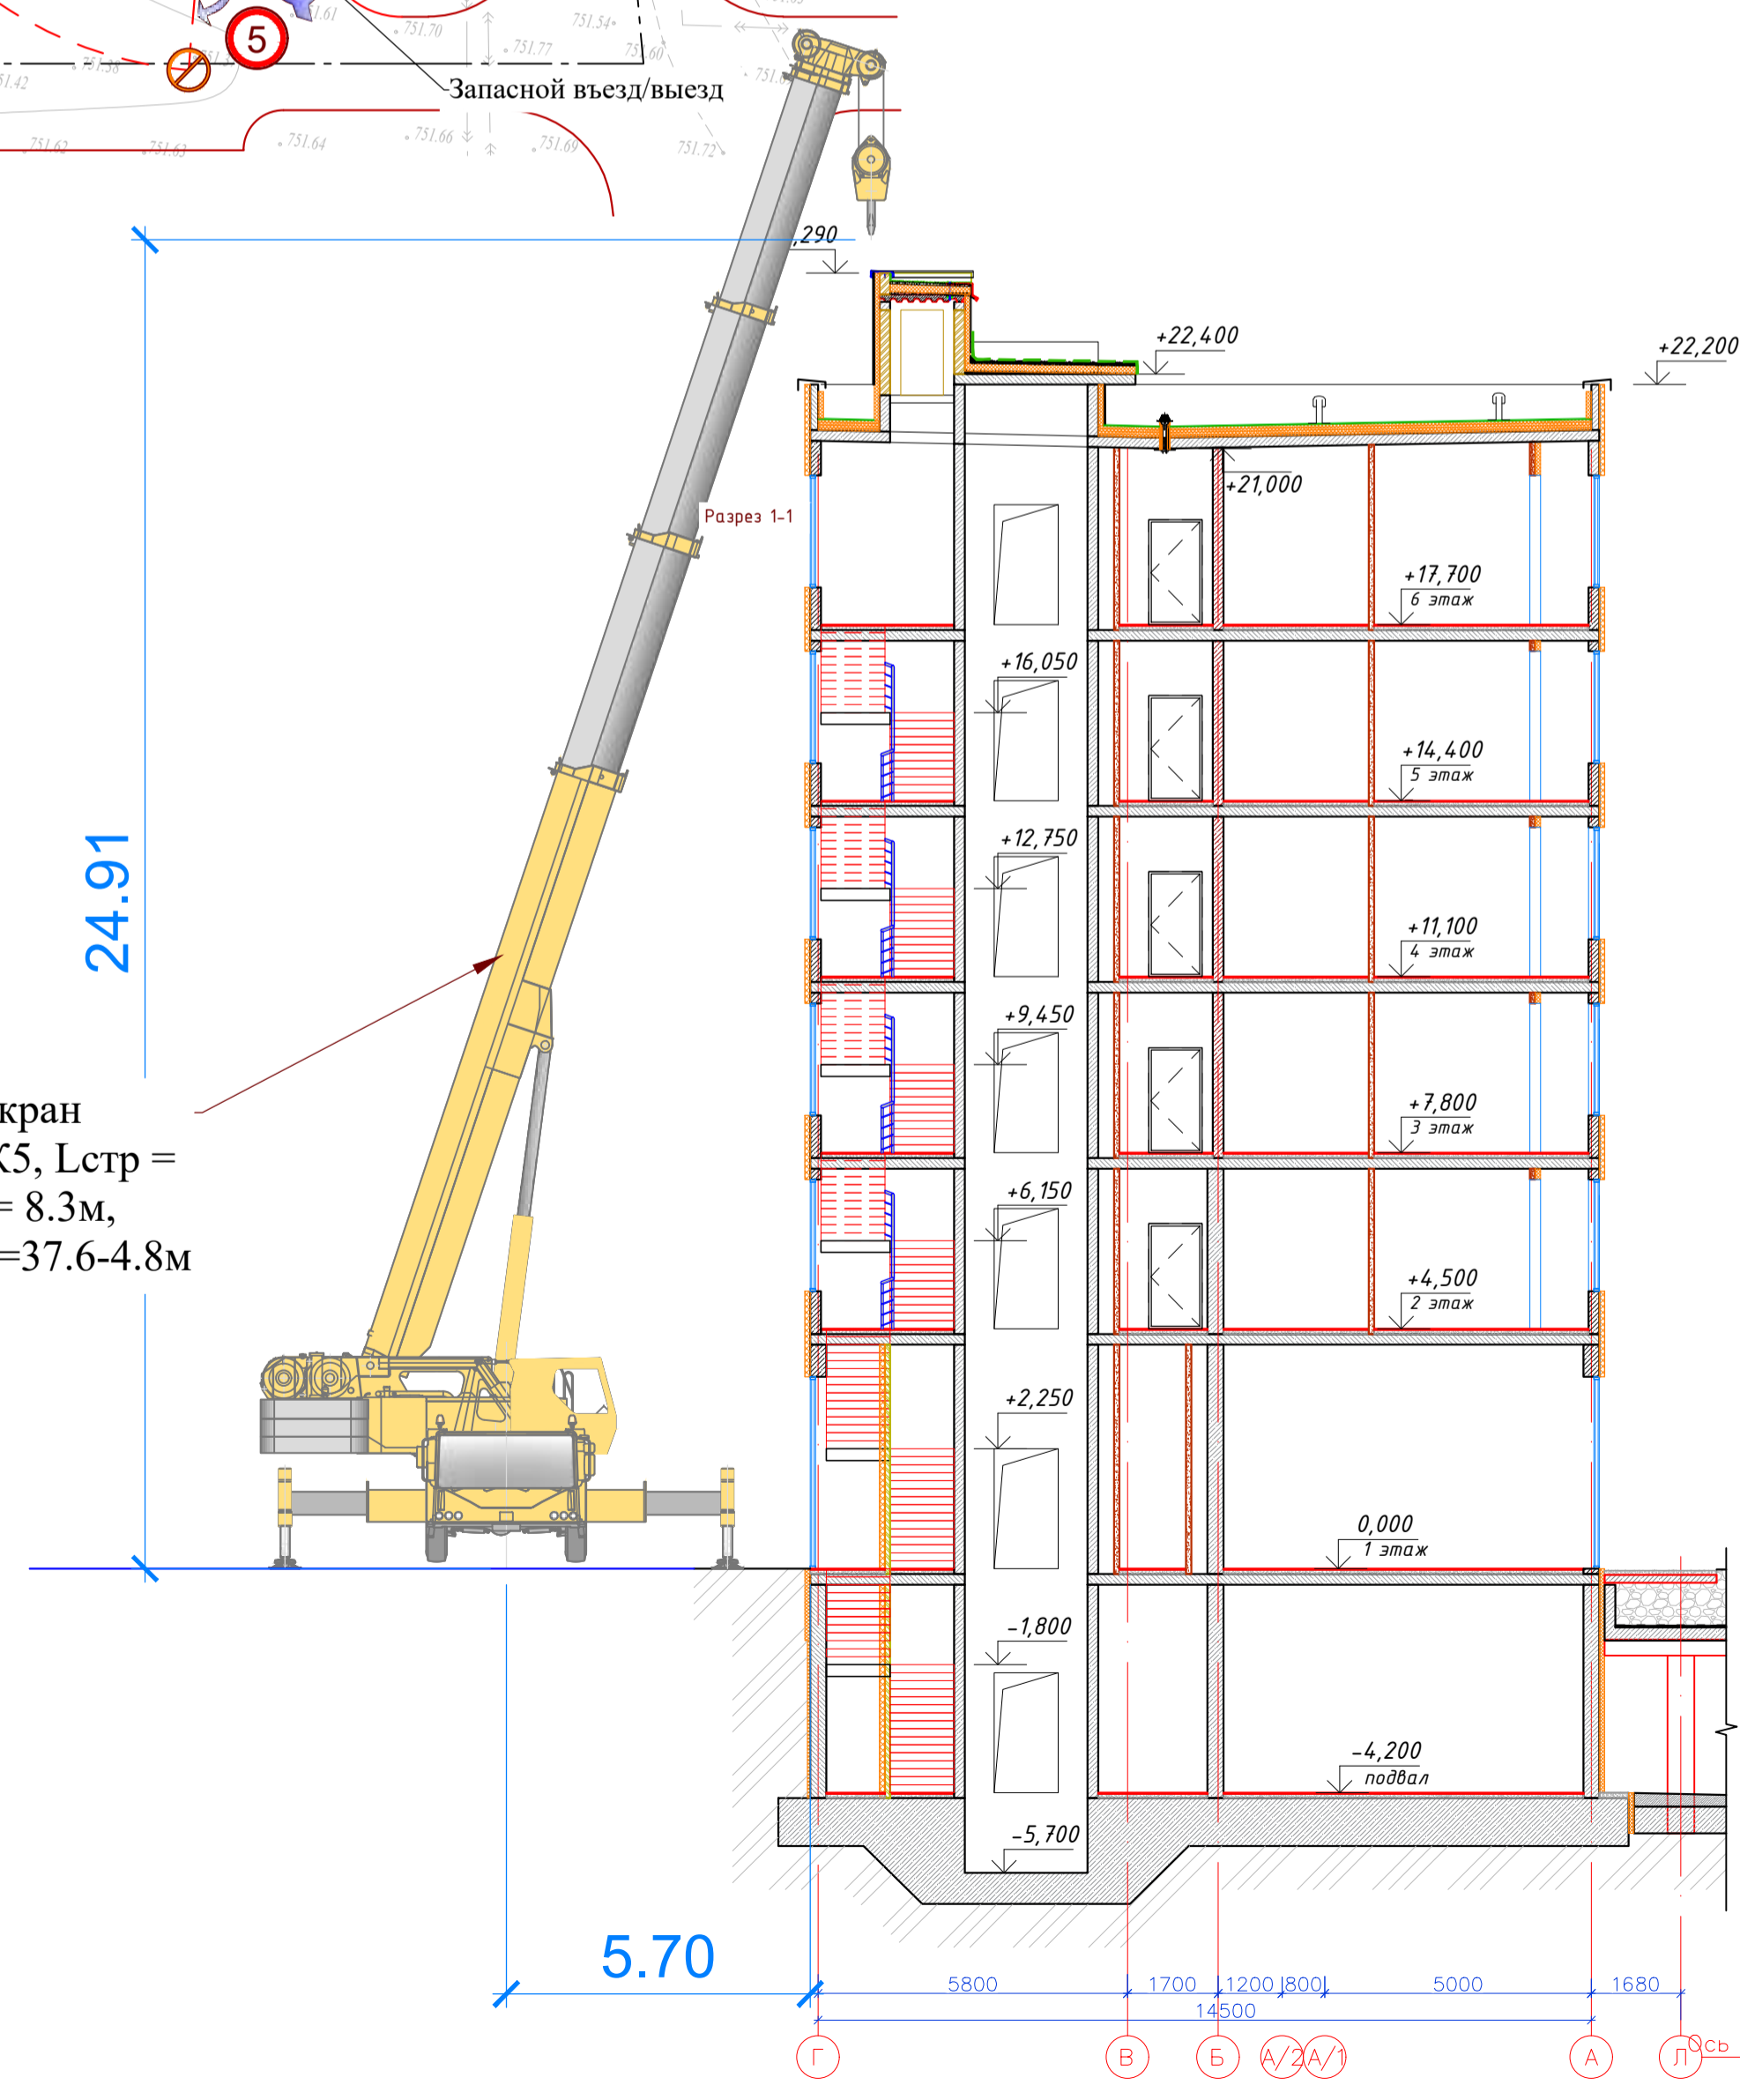 751.61
751.70
751.54
751.77
751.60
5
751.38
751.42
Запасной въезд/выезд
751.62
751.63
751.64
751.66
751.69
751.72
,290
+22,400
+22,200
+21,000
Разрез 1-1
+17,700
6 этаж
+16,050
+14,400
5 этаж
+12,750
24.91
+11,100
4 этаж
+9,450
кран
К5, Lстр =
= 8.3м,
=37.6-4.8м
+7,800
3 этаж
+6,150
+4,500
2 этаж
+2,250
0,000
1 этаж
-1,800
-4,200
подвал
-5,700
5.70
5800
1700
1200
800
5000
1680
14500
Г
В
Б
А/2
А/1
А
Л
Ось